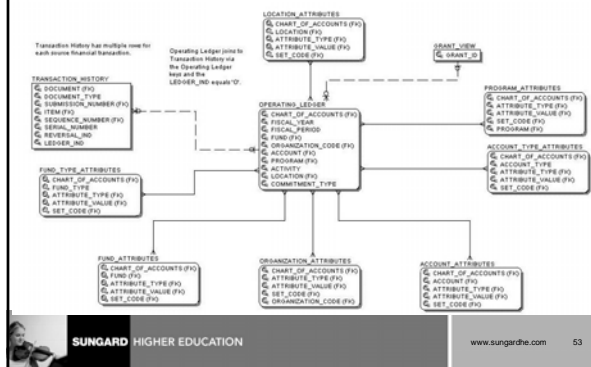 LOCATION_ATTRIBUTES
CHART_OF_ACCOUNTS (FK)
LOCATION (FK)
ATTRIBUTE_TYPE (FK)
ATTRIBUTE_VALUE (FK)
SET_CODE (FK)
Transaction History has multiple rows for
each source financial transaction.
Operating Ledger joins to
Transaction History via
the Operating Ledger
keys and the
LEDGER_IND equals 'O'.
GRANT_VIEW
GRANT_ID
TRANSACTION_HISTORY
DOCUMENT (FK)
DOCUMENT_TYPE
SUBMISSION_NUMBER (FK)
ITEM (FK)
SEQUENCE_NUMBER (FK)
SERIAL_NUMBER
REVERSAL_IND
LEDGER_IND
OPERATING_LEDGER
CHART_OF_ACCOUNTS (FK)
FISCAL_YEAR
FISCAL_PERIOD
FUND (FK)
ORGANIZATION_CODE (FK)
ACCOUNT (FK)
PROGRAM (FK)
ACTIVITY
LOCATION (FK)
COMMITMENT_TYPE
PROGRAM_ATTRIBUTES
CHART_OF_ACCOUNTS (FK)
ATTRIBUTE_TYPE (FK)
ATTRIBUTE_VALUE (FK)
SET_CODE (FK)
PROGRAM (FK)
ACCOUNT_TYPE_ATTRIBUTES
CHART_OF_ACCOUNTS (FK)
ACCOUNT_TYPE
ATTRIBUTE_TYPE (FK)
ATTRIBUTE_VALUE (FK)
SET_CODE (FK)
FUND_TYPE_ATTRIBUTES
CHART_OF_ACCOUNTS (FK)
FUND_TYPE
ATTRIBUTE_TYPE (FK)
ATTRIBUTE_VALUE (FK)
SET_CODE (FK)
FUND_ATTRIBUTES
CHART_OF_ACCOUNTS (FK)
FUND (FK)
ATTRIBUTE_TYPE (FK)
ATTRIBUTE_VALUE (FK)
SET_CODE (FK)
ORGANIZATION_ATTRIBUTES
CHART_OF_ACCOUNTS (FK)
ATTRIBUTE_TYPE (FK)
ATTRIBUTE_VALUE (FK)
SET_CODE (FK)
ORGANIZATION_CODE (FK)
ACCOUNT_ATTRIBUTES
CHART_OF_ACCOUNTS (FK)
ACCOUNT (FK)
ATTRIBUTE_TYPE (FK)
ATTRIBUTE_VALUE (FK)
SET_CODE (FK)
SUNGARD HIGHER EDUCATION
www.sungardhe.com 53